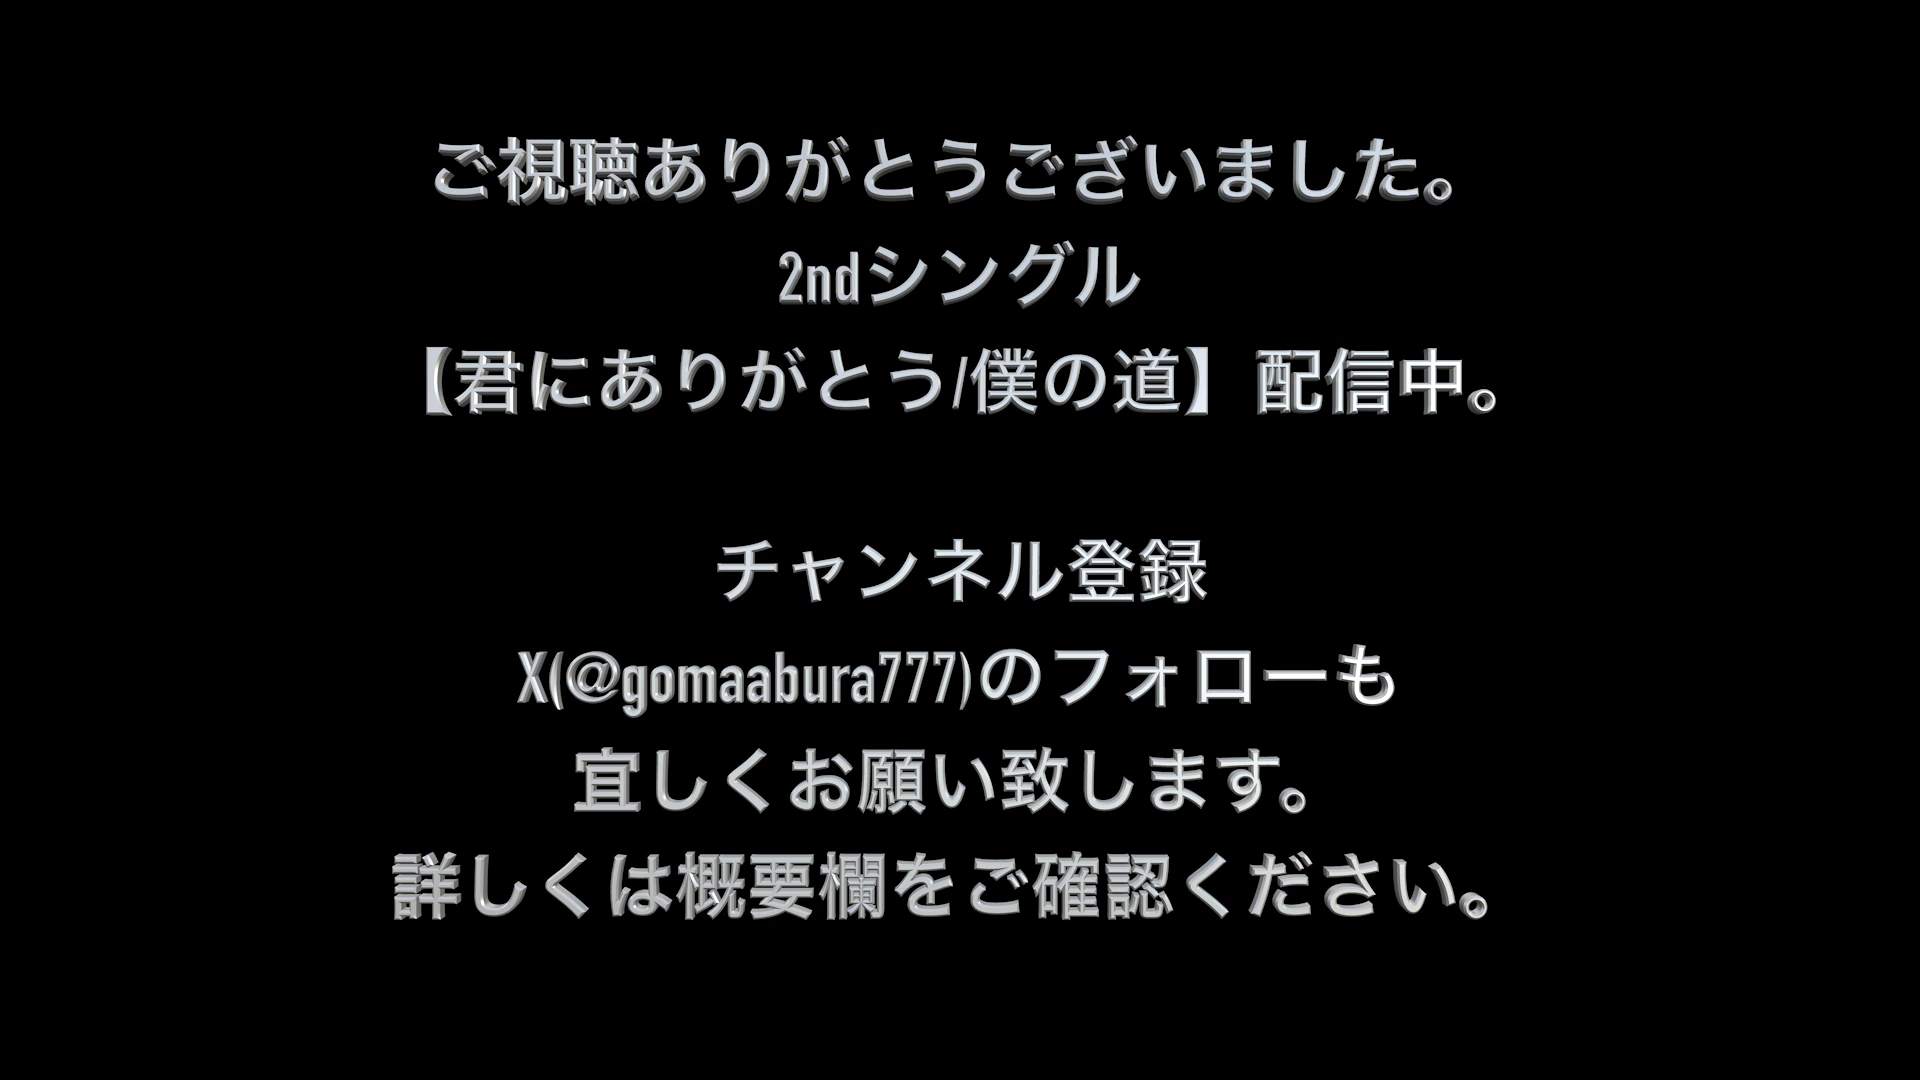 ご視聴ありがとうございました。
2ndシングル
【君にありがとう/僕の道】配信中。
チャンネル登録
X(@gomaabura777)のフォローも
宜しくお願い致します。
詳しくは概要欄をご確認ください。